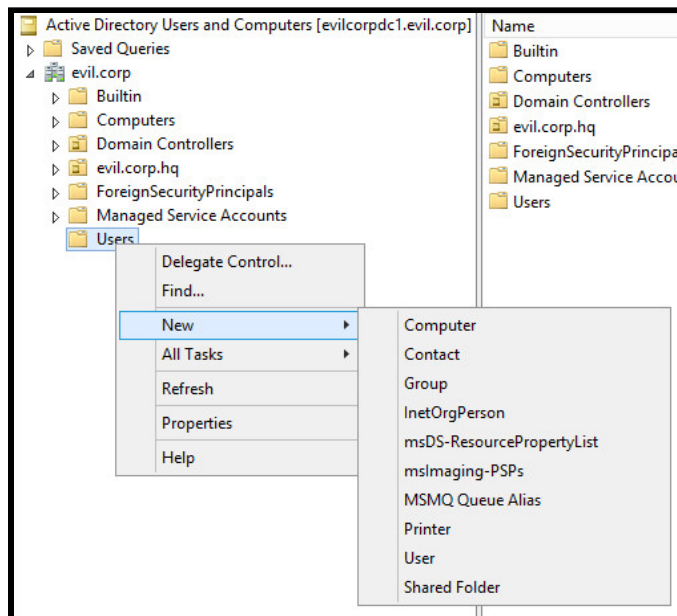 Active Directory Users and Computers [evilcorpdc1.evil.corp]
Saved Queries
evil.corp
Builtin
Computers
Domain Controllers
evil.corp.hq
ForeignSecurityPrincipals
Managed Service Accounts
Users
Delegate Control...
Find...
New
All Tasks
Refresh
Properties
Help
Computer
Contact
Group
InetOrgPerson
msDS-ResourcePropertyList
msImaging-PSPs
MSMQ Queue Alias
Printer
User
Shared Folder
Name
Builtin
Computers
Domain Controllers
evil.corp.hq
ForeignSecurityPrincipa
Managed Service Accou
Users